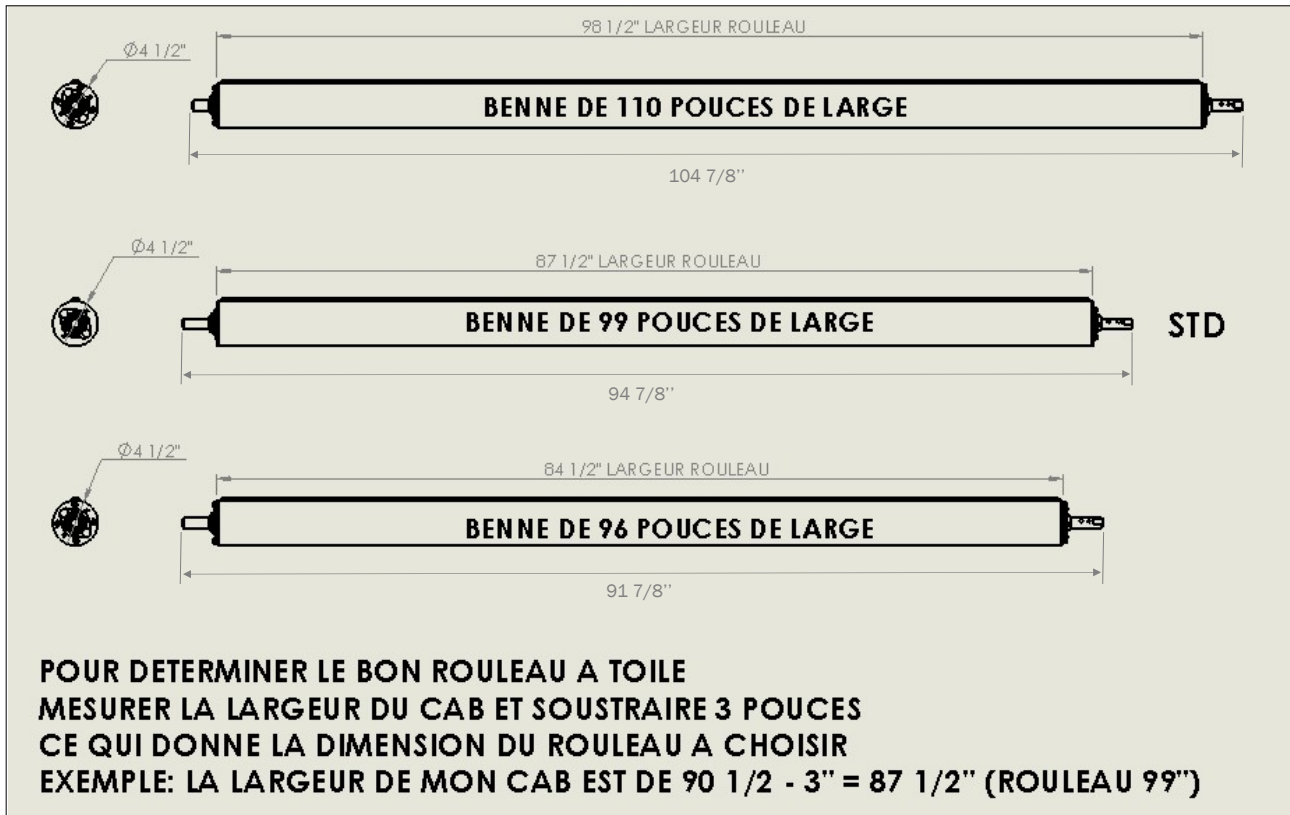 98 1/2" LARGEUR ROULEAU
Ø4 1/2"
BENNE DE 110 POUCES DE LARGE
104 7/8''
Ø4 1/2"
87 1/2" LARGEUR ROULEAU
BENNE DE 99 POUCES DE LARGE
STD
94 7/8''
Ø4 1/2"
84 1/2" LARGEUR ROULEAU
BENNE DE 96 POUCES DE LARGE
91 7/8''
POUR DETERMINER LE BON ROULEAU A TOILE
MESURER LA LARGEUR DU CAB ET SOUSTRAIRE 3 POUCES
CE QUI DONNE LA DIMENSION DU ROULEAU A CHOISIR
EXEMPLE: LA LARGEUR DE MON CAB EST DE 90 1/2 - 3" = 87 1/2" (ROULEAU 99")